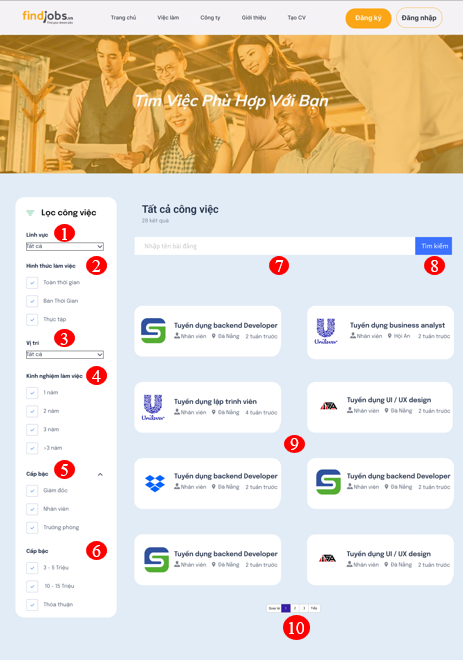 findjobs.vn
Trang chủ
Việc làm
Công ty
Giới thiệu
Tạo CV
Đăng ký
Đăng nhập
Tìm Việc Phù Hợp Với Bạn
Lọc công việc
Lĩnh vực
1
Tất cả
Hình thức làm việc
2
Toàn thời gian
Bán Thời Gian
Thực tập
Vị trí
3
Tất cả
Kinh nghiệm làm việc
4
1 năm
2 năm
3 năm
>3 năm
Cấp bậc
5
Giám đốc
Nhân viên
Trưởng phòng
Cấp bậc
6
3 - 5 Triệu
10 - 15 Triệu
Thỏa thuận
Tất cả công việc
28 kết quả
Nhập tên bài đăng
Tìm kiếm
7
8
Tuyển dụng backend Developer
Nhân viên Đà Nẵng 2 tuần trước
Unilever
Tuyển dụng business analyst
Nhân viên Hội An 2 tuần trước
Unilever
Tuyển dụng lập trình viên
Nhân viên Đà Nẵng 4 tuần trước
Tuyển dụng UI / UX design
Nhân viên Đà Nẵng 2 tuần trước
9
Tuyển dụng backend Developer
Nhân viên Đà Nẵng 2 tuần trước
Tuyển dụng backend Developer
Nhân viên Đà Nẵng 2 tuần trước
Tuyển dụng backend Developer
Nhân viên Đà Nẵng 2 tuần trước
Tuyển dụng UI / UX design
Nhân viên Đà Nẵng 2 tuần trước
Quay lại 1 2 3 Tiếp
10